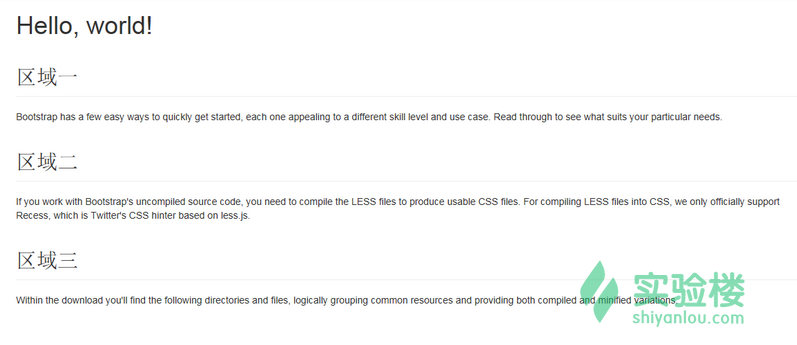 Hello, world!
区域一
Bootstrap has a few easy ways to quickly get started, each one appealing to a different skill level and use case. Read through to see what suits your particular needs.
区域二
If you work with Bootstrap's uncompiled source code, you need to compile the LESS files to produce usable CSS files. For compiling LESS files into CSS, we only officially support
Recess, which is Twitter's CSS hinter based on less.js.
区域三
Within the download you'll find the following directories and files, logically grouping common resources and providing both compiled and minified variations.
实验楼
shiyanlou.com